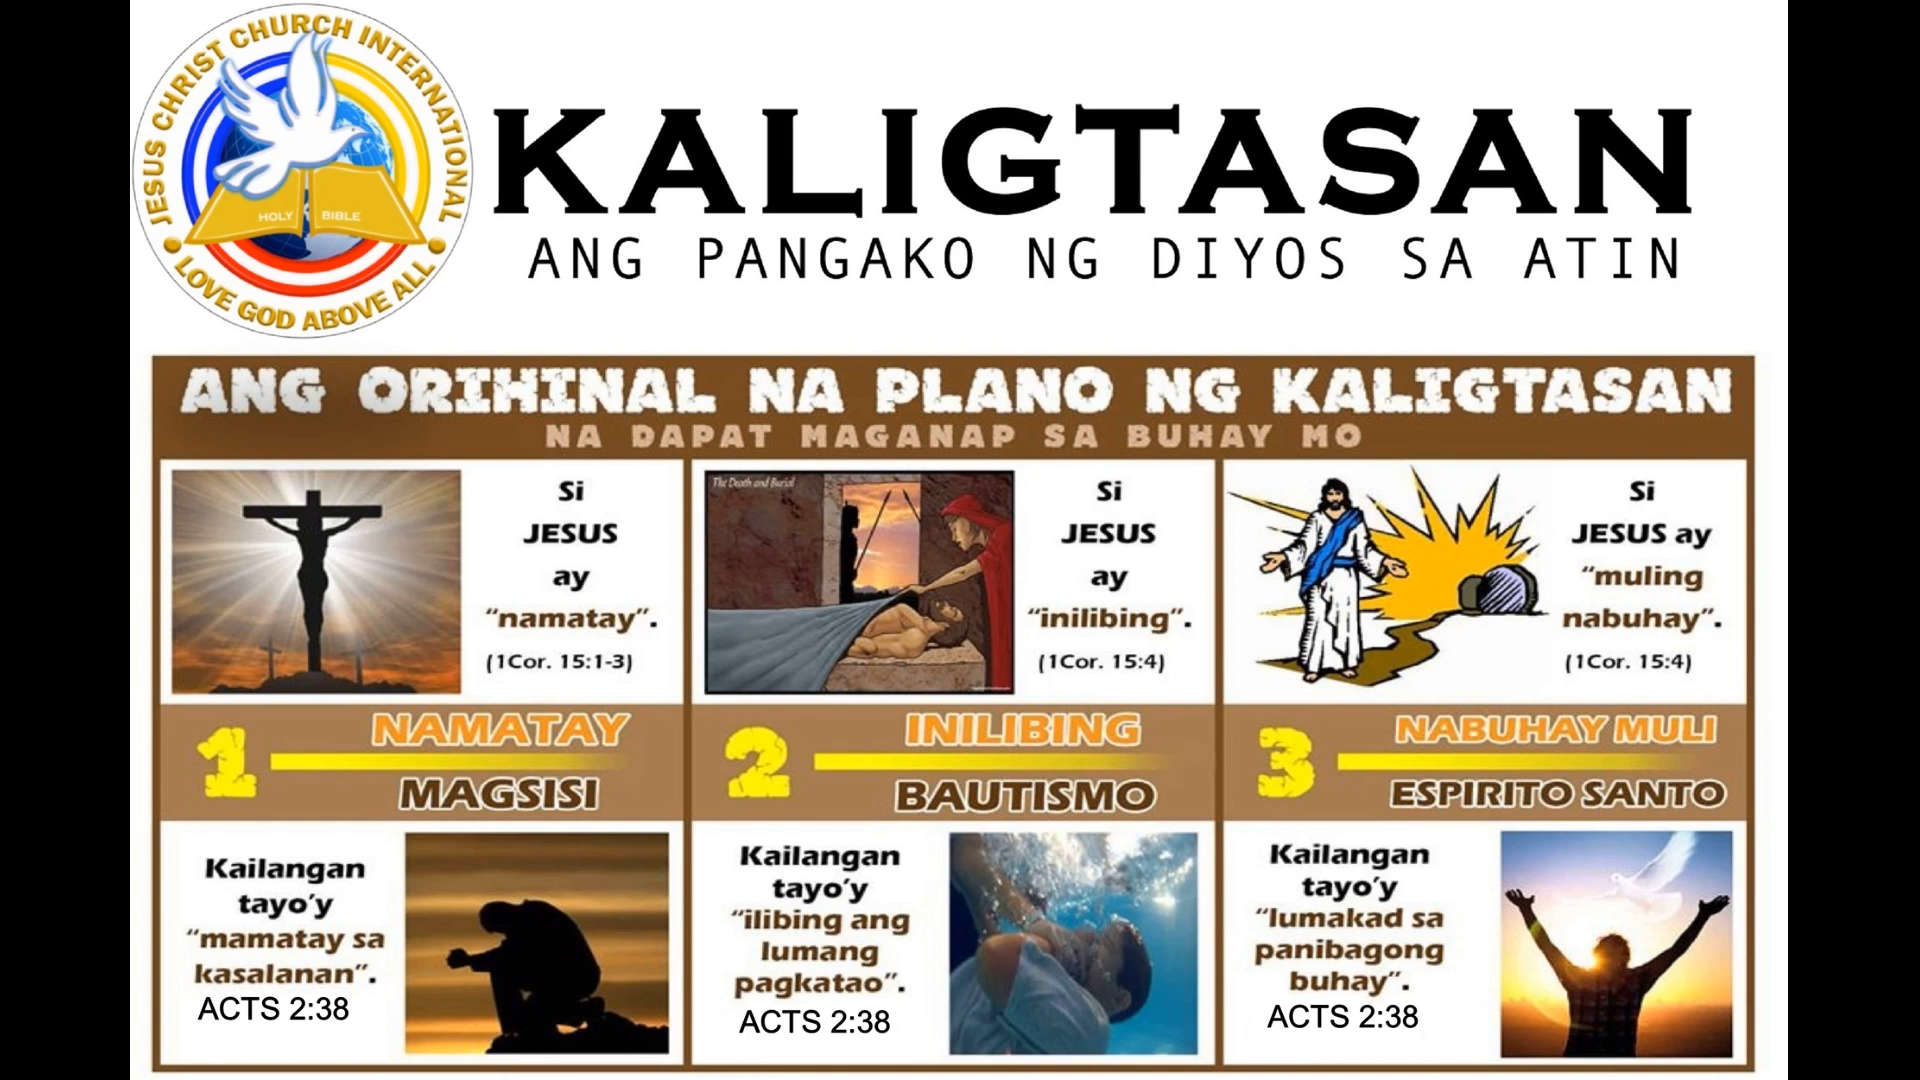 JESUS CHRIST CHURCH INTERNATIONAL
HOLY BIBLE
LOVE GOD ABOVE ALL
KALIGTASAN
ANG PANGAKO NG DIYOS SA ATIN
ANG ORIHINAL NA PLANO NG KALIGTASAN
NA DAPAT MAGANAP SA BUHAY MO
Si
JESUS
ay
“namatay”.
(1Cor. 15:1-3)
The Death and Burial
Si
JESUS
ay
“inilibing”.
(1Cor. 15:4)
Si
JESUS ay
“muling
nabuhay”.
(1Cor. 15:4)
1
NAMATAY
MAGSISI
2
INILIBING
BAUTISMO
3
NABUHAY MULI
ESPIRITO SANTO
Kailangan
tayo’y
“mamatay sa
kasalanan”.
ACTS 2:38
Kailangan
tayo’y
“ilibing ang
lumang
pagkatao”.
ACTS 2:38
Kailangan
tayo’y
“lumakad sa
panibagong
buhay”.
ACTS 2:38